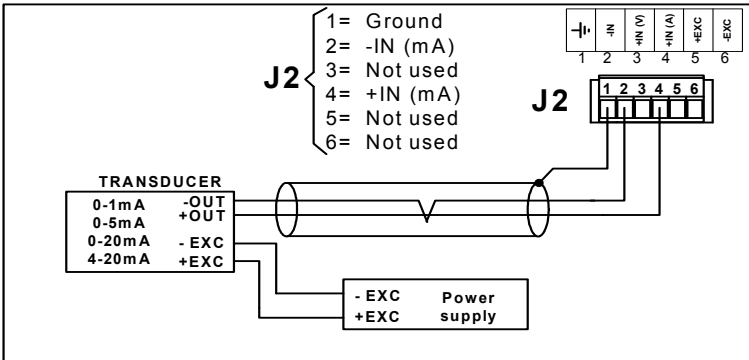 J2
1= Ground
2= -IN (mA)
3= Not used
4= +IN (mA)
5= Not used
6= Not used
-IN
+IN (V)
+IN (A)
+EXC
-EXC
1 2 3 4 5 6
J2
1 2 3 4 5 6
TRANSDUCER
0-1mA -OUT
0-5mA +OUT
0-20mA - EXC
4-20mA +EXC
- EXC Power
+EXC supply